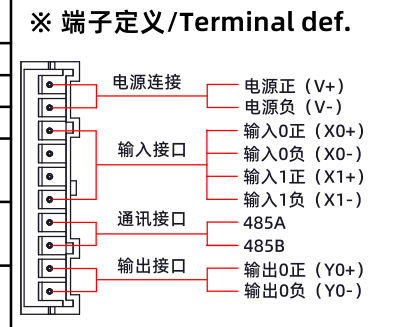 ※ 端子定义/Terminal def.
电源连接
电源正（V+）
电源负（V-）
输入接口
输入0正（X0+）
输入0负（X0-）
输入1正（X1+）
输入1负（X1-）
通讯接口
485A
485B
输出接口
输出0正（Y0+）
输出0负（Y0-）